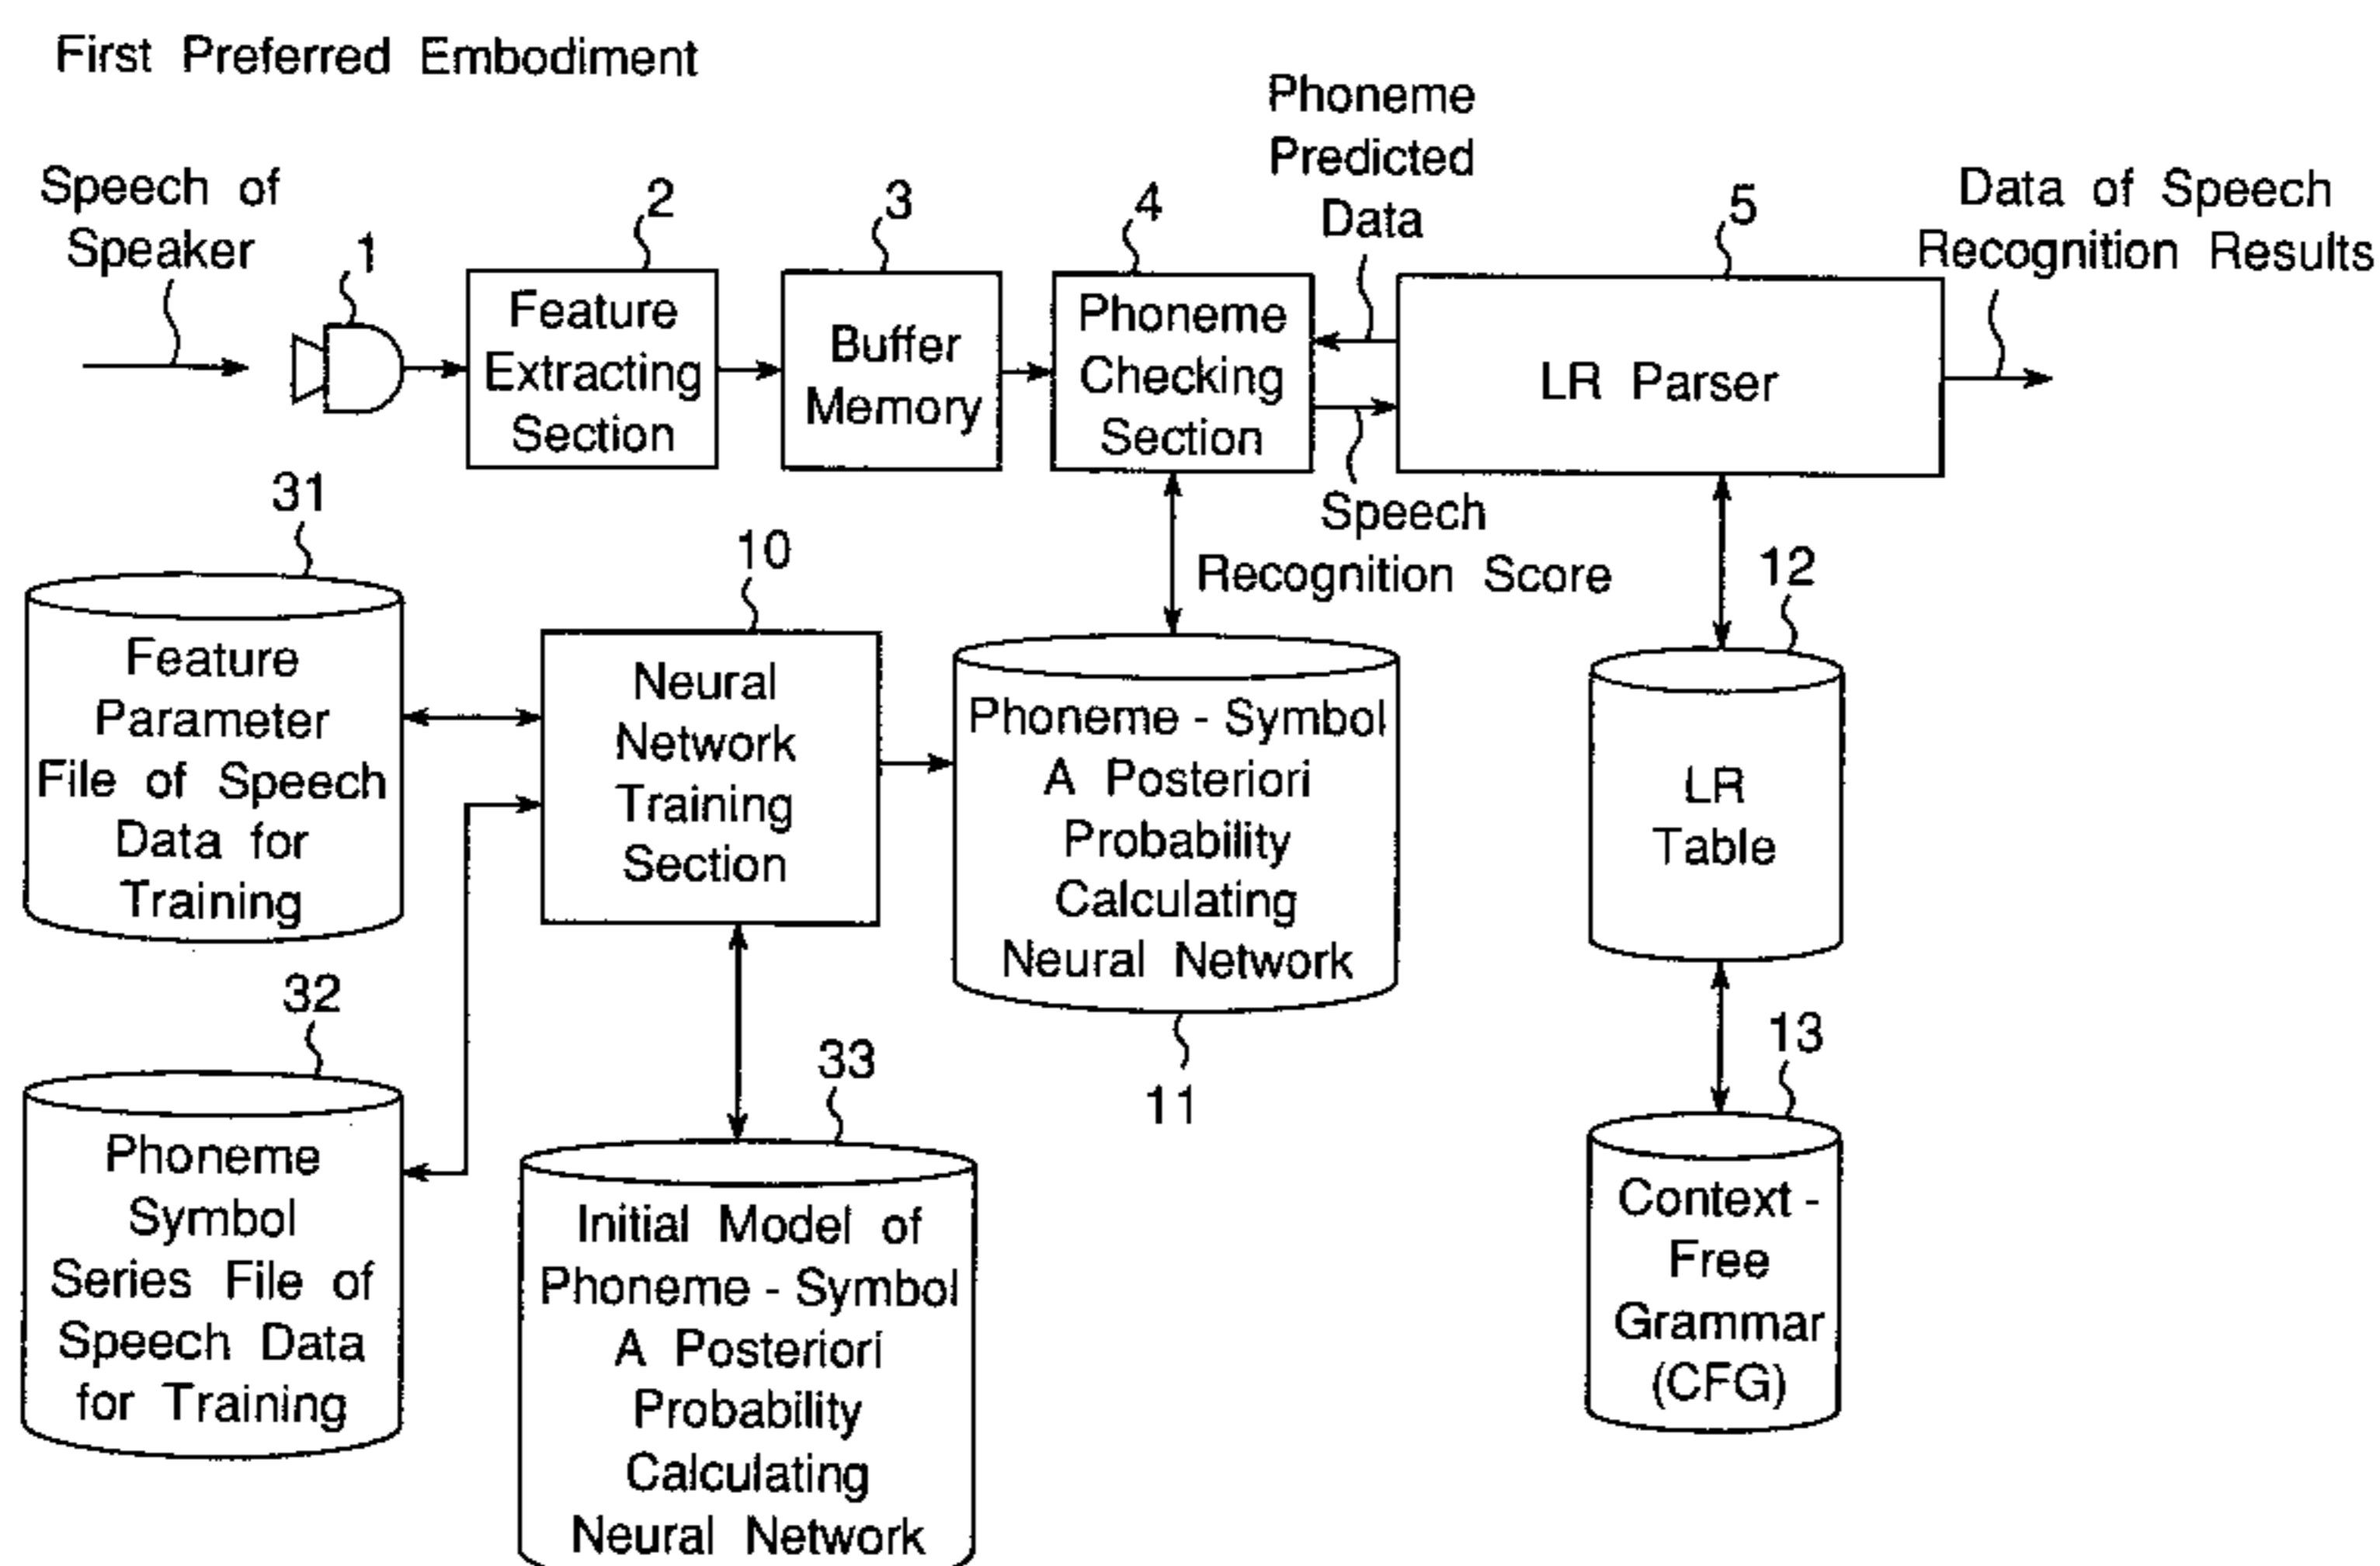 First Preferred Embodiment
Speech of
Speaker
1
2
Feature
Extracting
Section
3
Buffer
Memory
4
Phoneme
Checking
Section
Phoneme
Predicted
Data
Speech
Recognition Score
5
LR Parser
Data of Speech
Recognition Results
31
Feature
Parameter
File of Speech
Data for
Training
10
Neural
Network
Training
Section
Phoneme - Symbol
A Posteriori
Probability
Calculating
Neural Network
11
12
LR
Table
32
Phoneme
Symbol
Series File of
Speech Data
for Training
33
Initial Model of
Phoneme - Symbol
A Posteriori
Probability
Calculating
Neural Network
13
Context -
Free
Grammar
(CFG)